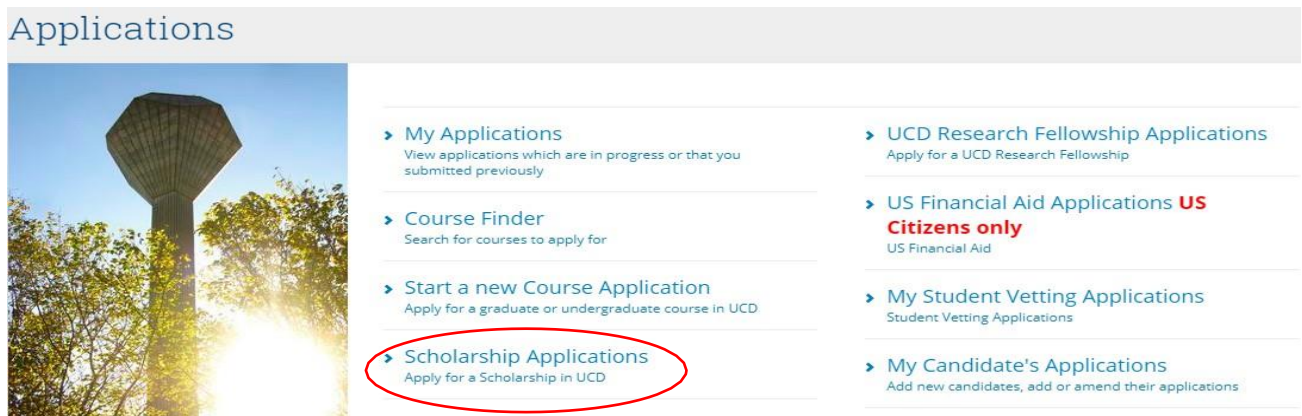 Applications
My Applications
View applications which are in progress or that you
submitted previously
Course Finder
Search for courses to apply for
Start a new Course Application
Apply for a graduate or undergraduate course in UCD
Scholarship Applications
Apply for a Scholarship in UCD
UCD Research Fellowship Applications
Apply for a UCD Research Fellowship
US Financial Aid Applications US
Citizens only
US Financial Aid
My Student Vetting Applications
Student Vetting Applications
My Candidate's Applications
Add new candidates, add or amend their applications